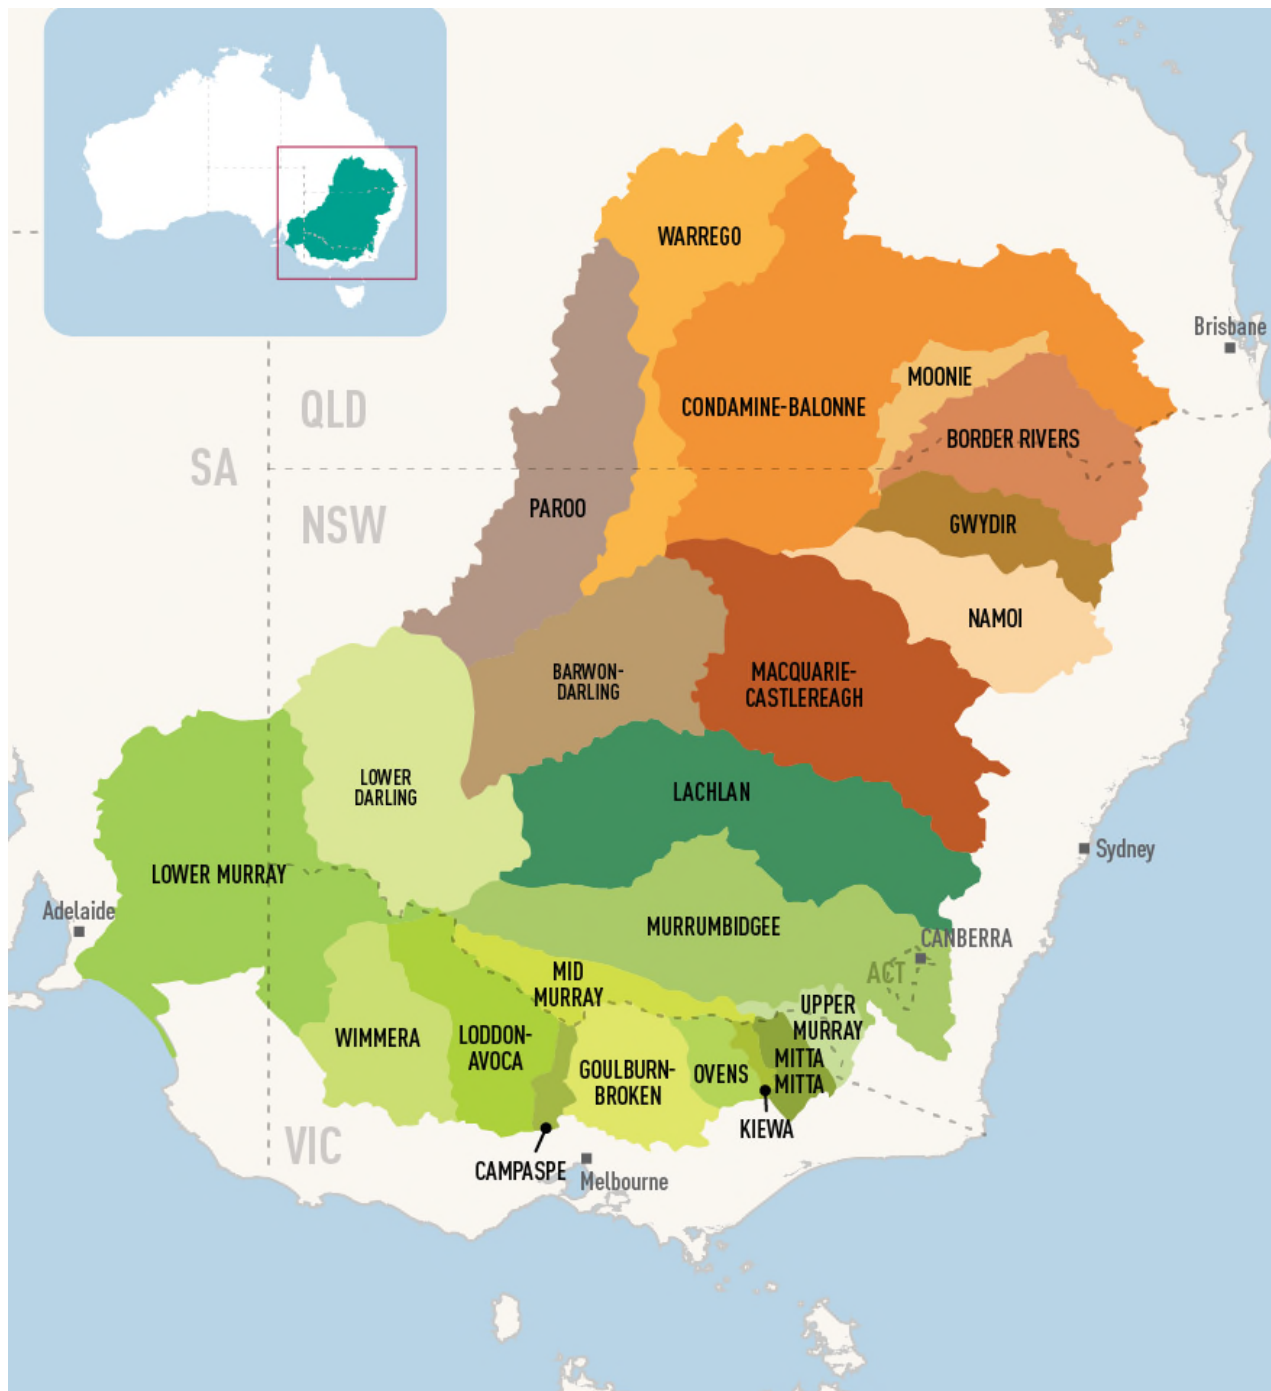 WARREGO
Brisbane
MOONIE
QLD
CONDAMINE-BALONNE
BORDER RIVERS
SA
NSW
PAROO
GWYDIR
NAMOI
BARWON-
DARLING
MACQUARIE-
CASTLEREAGH
LOWER
DARLING
LACHLAN
Sydney
LOWER MURRAY
Adelaide
MURRUMBIDGEE
CANBERRA
ACT
MID
MURRAY
UPPER
MURRAY
WIMMERA
LODDON-
AVOCA
GOULBURN-
BROKEN
OVENS
MITTA
MITTA
KIEWA
VIC
CAMPASPE
Melbourne